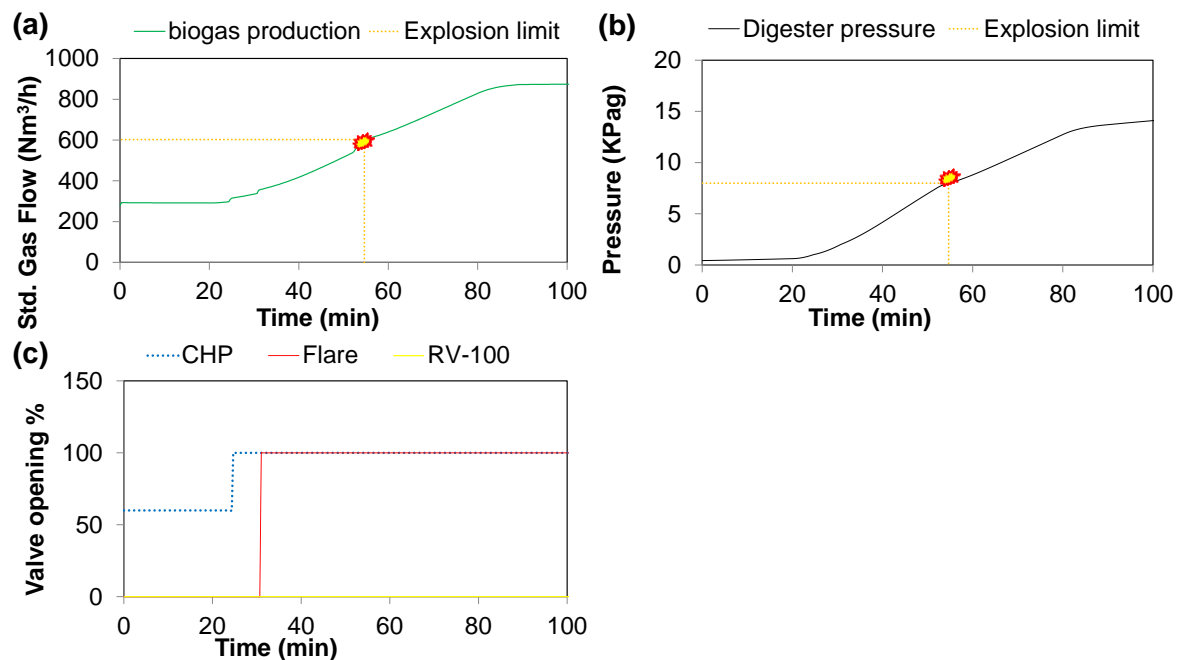 (a)
biogas production
Explosion limit
Std. Gas Flow (Nm³/h)
1000
800
600
400
200
0
0 20 40 60 80 100
Time (min)
(b)
Digester pressure
Explosion limit
Pressure (KPag)
20
15
10
5
0
0 20 40 60 80 100
Time (min)
(c)
CHP
Flare
RV-100
Valve opening %
150
100
50
0
0 20 40 60 80 100
Time (min)